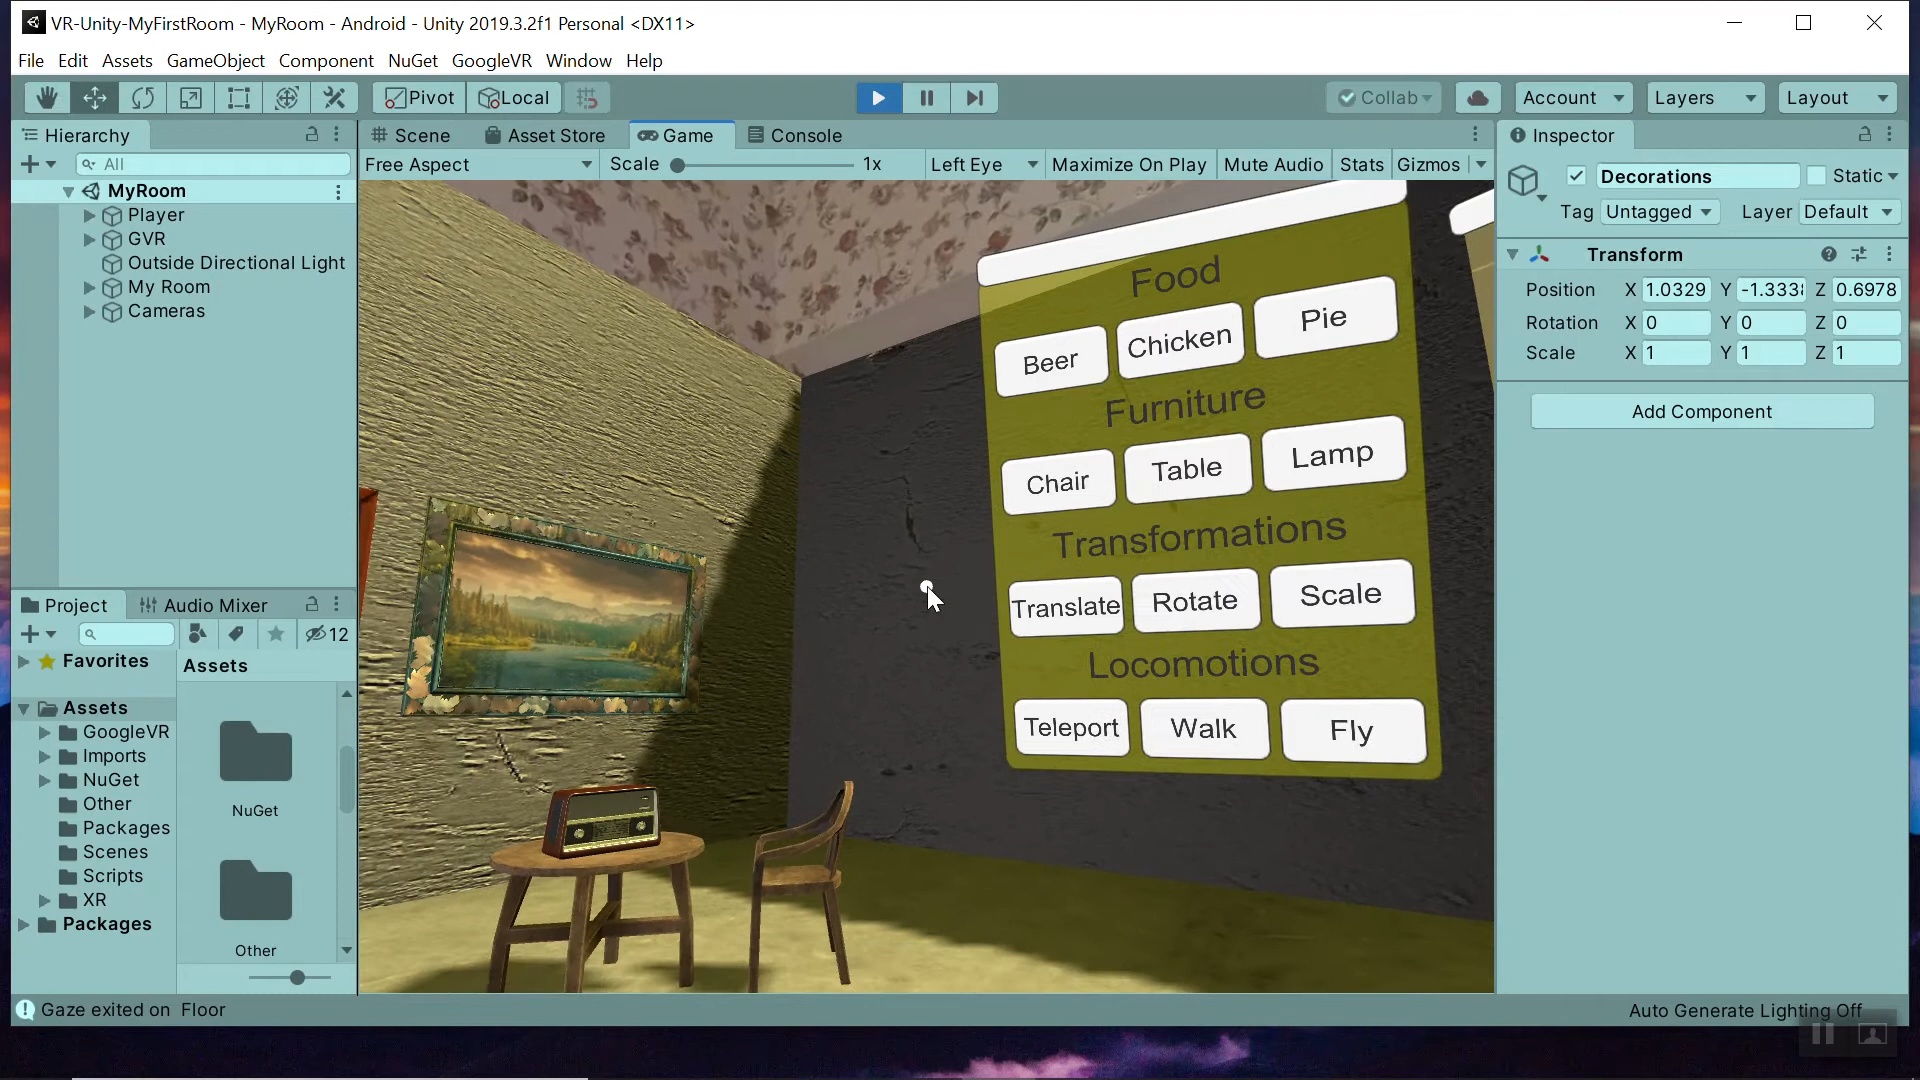 VR-Unity-MyFirstRoom - MyRoom - Android - Unity 2019.3.2f1 Personal <DX11>
File Edit Assets GameObject Component NuGet GoogleVR Window Help
Pivot Local Collab Account Layers Layout
Hierarchy
All
MyRoom
Player
GVR
Outside Directional Light
My Room
Cameras
Scene Asset Store Game Console
Free Aspect Scale 1x Left Eye Maximize On Play Mute Audio Stats Gizmos
Food
Beer Chicken Pie
Furniture
Chair Table Lamp
Transformations
Translate Rotate Scale
Locomotions
Teleport Walk Fly
Inspector
Decorations Static
Tag Untagged Layer Default
Transform
Position X 1.0329 Y -1.333 Z 0.6978
Rotation X 0 Y 0 Z 0
Scale X 1 Y 1 Z 1
Add Component
Project Audio Mixer
12
Favorites
Assets
GoogleVR
Imports
NuGet
Other
Packages
Scenes
Scripts
XR
Packages
Assets
NuGet
Other
Gaze exited on Floor
Auto Generate Lighting Off